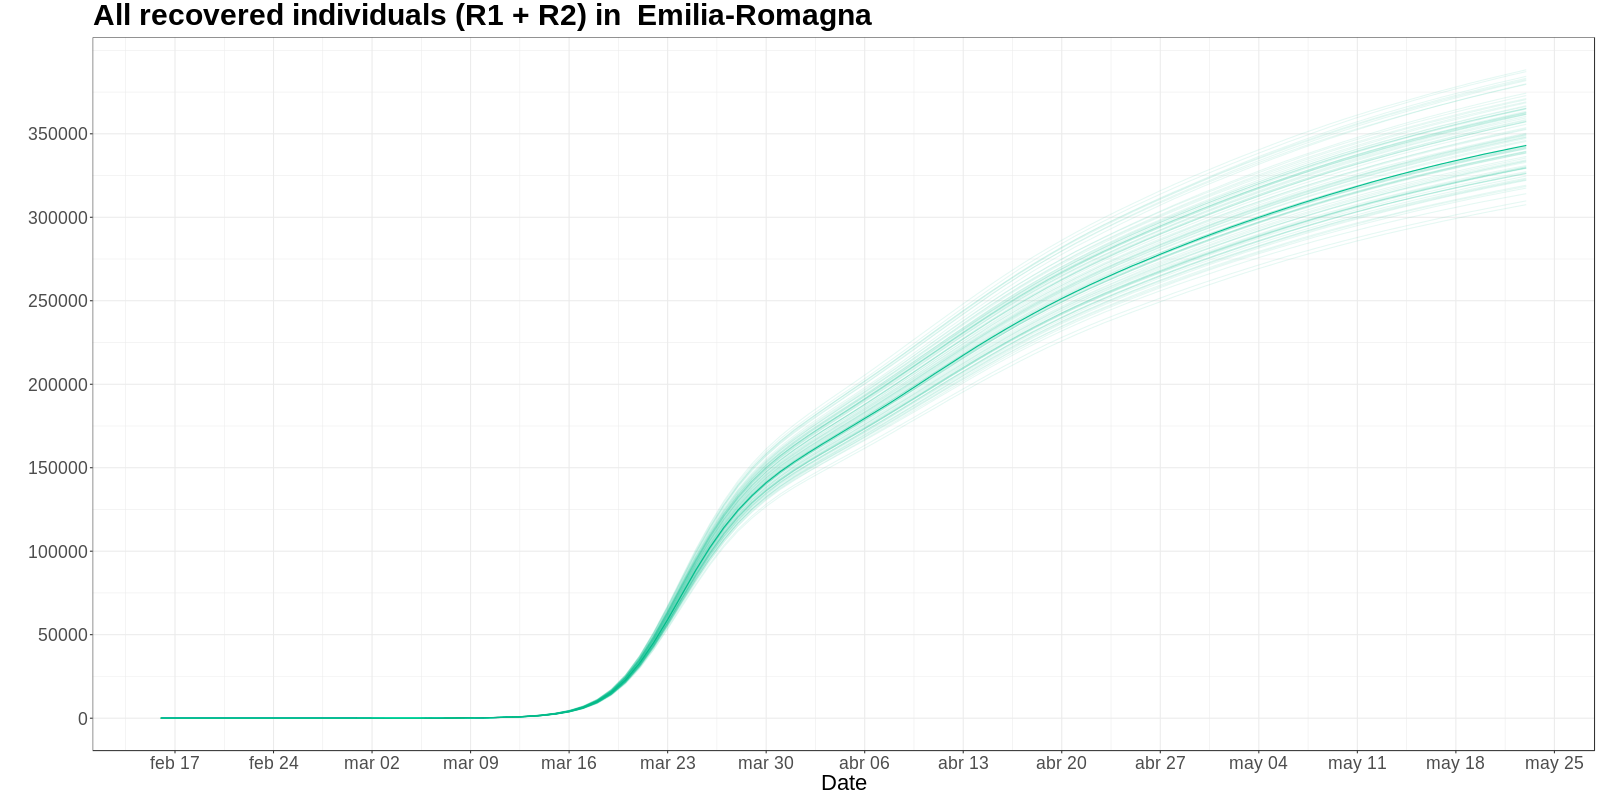 All recovered individuals (R1 + R2) in  Emilia-Romagna
350000
300000
250000
200000
150000
100000
50000
0
feb 17 feb 24 mar 02 mar 09 mar 16 mar 23 mar 30 abr 06 abr 13 abr 20 abr 27 may 04 may 11 may 18 may 25
Date